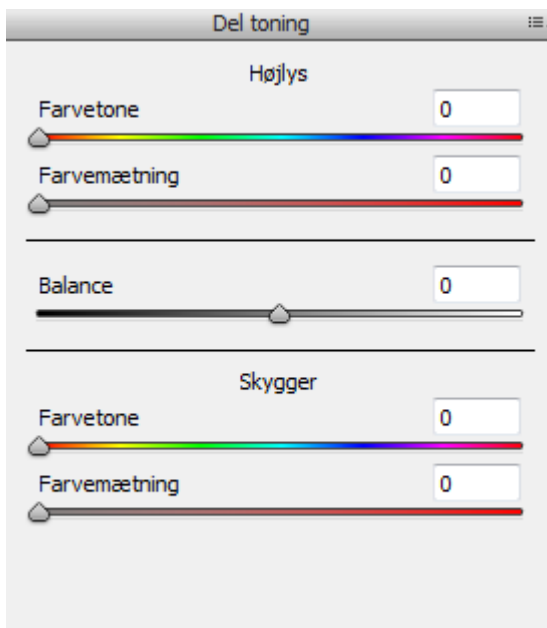 Del toning
Højlys
Farvetone 0
Farvemætning 0
Balance 0
Skygger
Farvetone 0
Farvemætning 0